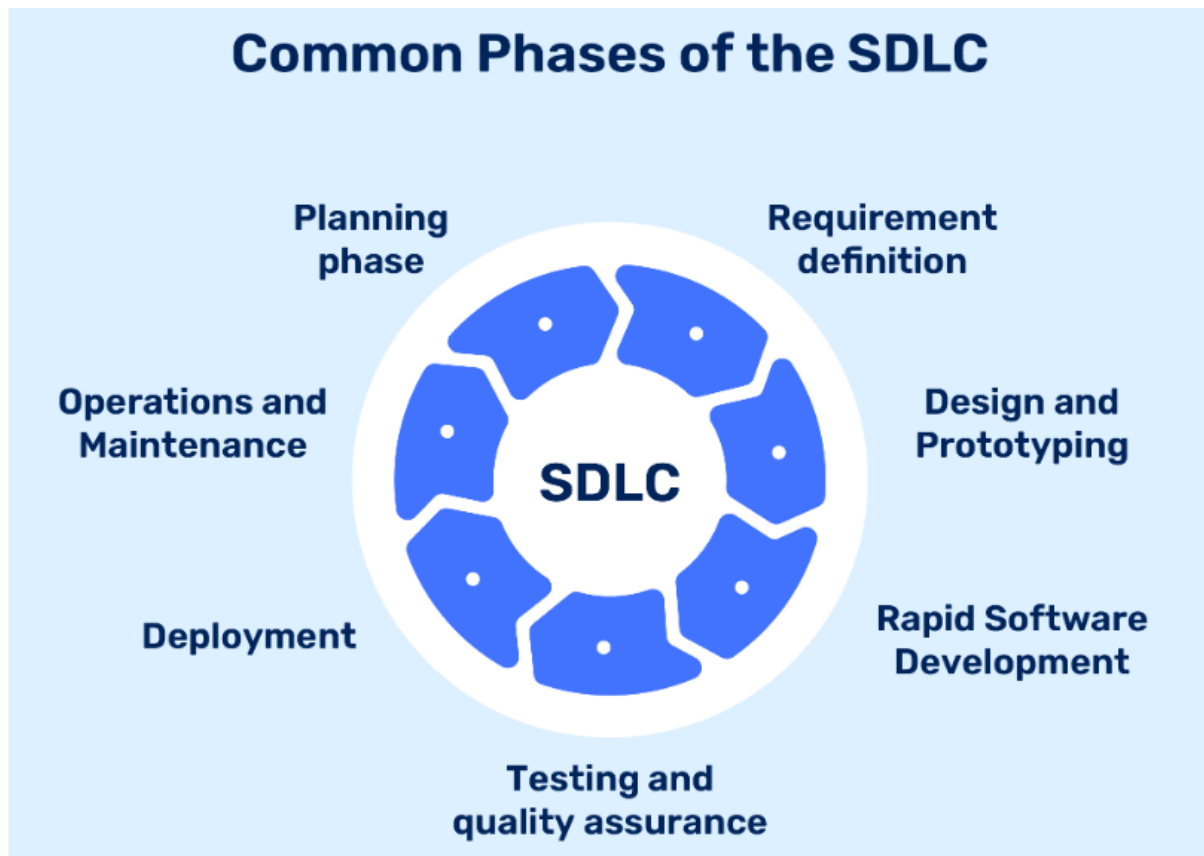 Common Phases of the SDLC
Planning
phase
Requirement
definition
Operations and
Maintenance
Design and
Prototyping
SDLC
Deployment
Rapid Software
Development
Testing and
quality assurance